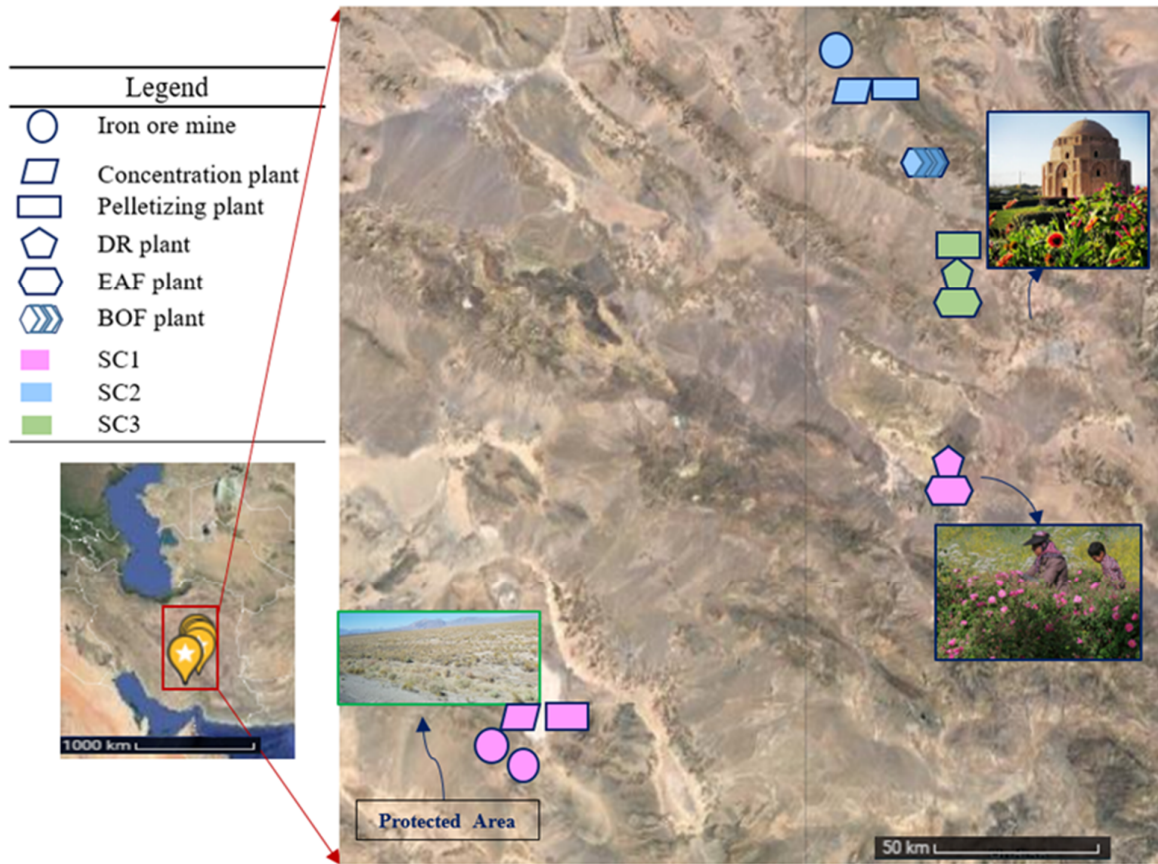 Legend
Iron ore mine
Concentration plant
Pelletizing plant
DR plant
EAF plant
BOF plant
SC1
SC2
SC3
1000 km
Protected Area
50 km